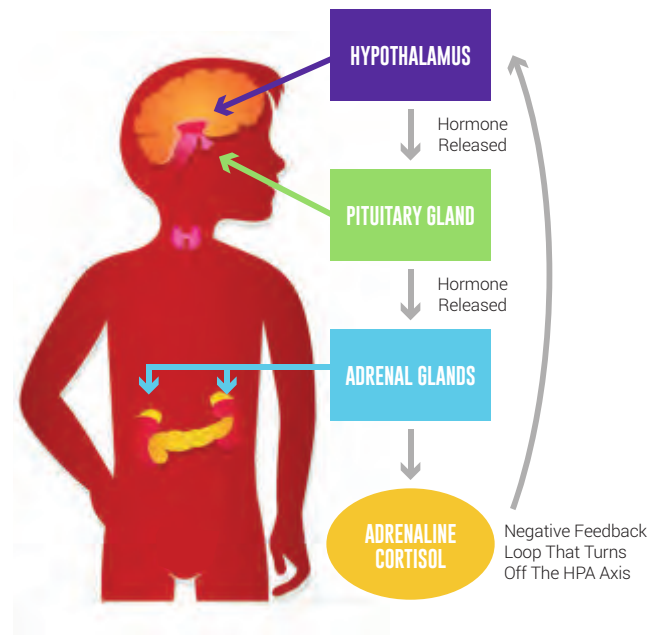 HYPOTHALAMUS
Hormone
Released
PITUITARY GLAND
Hormone
Released
ADRENAL GLANDS
ADRENALINE
CORTISOL
Negative Feedback
Loop That Turns
Off The HPA Axis